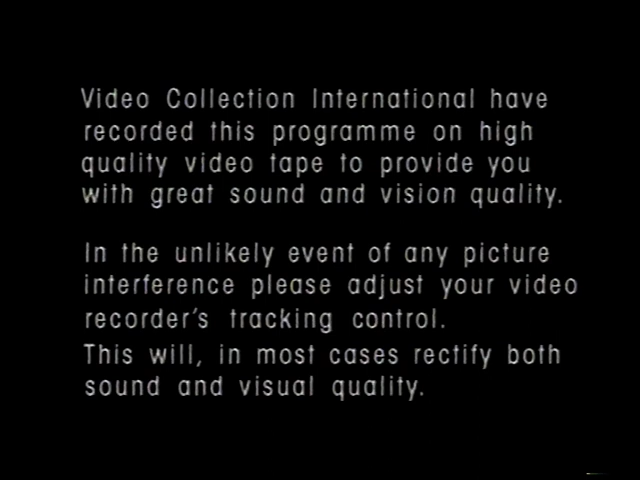 Video Collection International have
recorded this programme on high
quality video tape to provide you
with great sound and vision quality.
In the unlikely event of any picture
interference please adjust your video
recorder's tracking control.
This will, in most cases rectify both
sound and visual quality.